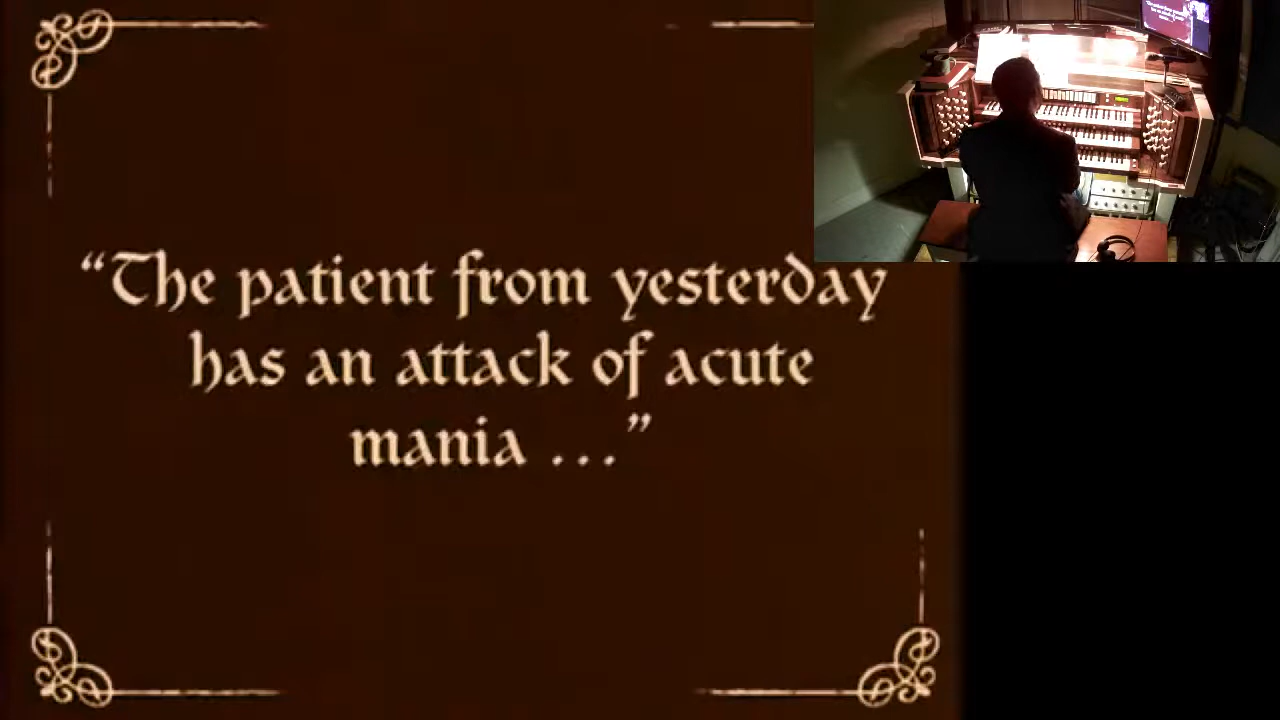 “The patient from yesterday
has an attack of acute
mania ...”